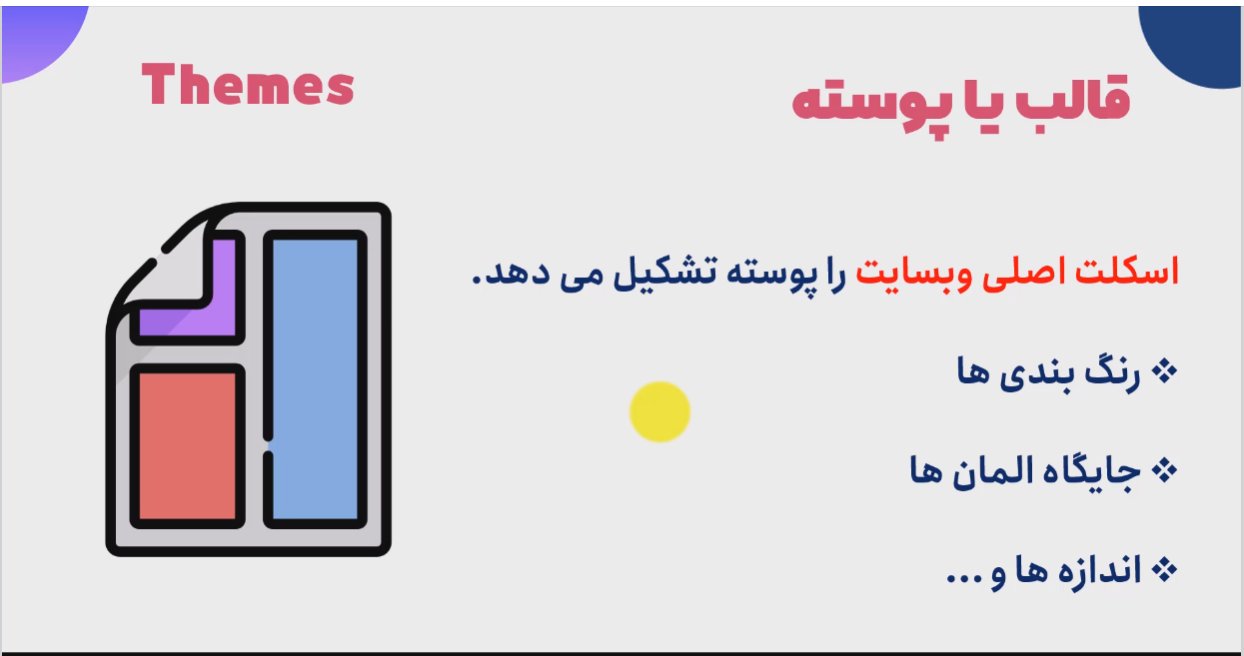 قالب یا پوسته
Themes
اسکلت اصلی وبسایت را پوسته تشکیل می دهد.
❖ رنگ بندی ها
❖ جایگاه المان ها
❖ اندازه ها و ...